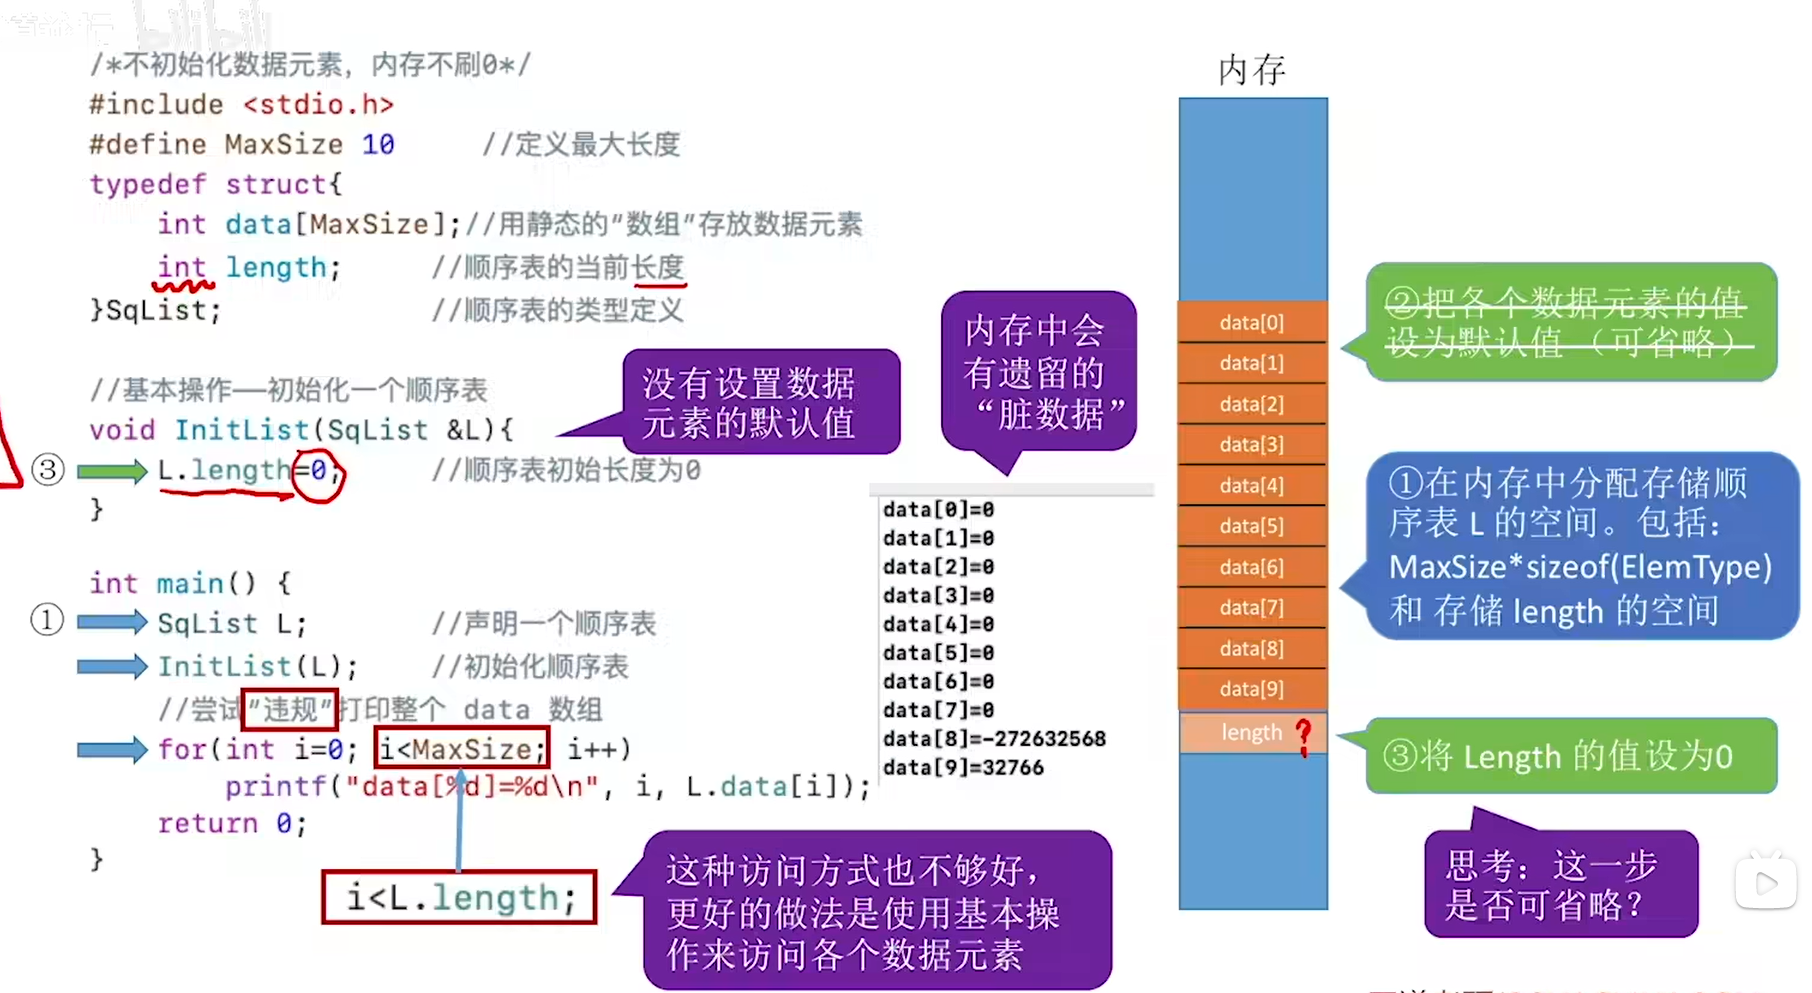 /*不初始化数据元素，内存不刷0*/
#include <stdio.h>
#define MaxSize 10 //定义最大长度
typedef struct{
int data[MaxSize];//用静态的“数组”存放数据元素
int length; //顺序表的当前长度
}SqList; //顺序表的类型定义
//基本操作——初始化一个顺序表
void InitList(SqList &L){
③ L.length=0; //顺序表初始长度为0
}
int main() {
① SqList L; //声明一个顺序表
InitList(L); //初始化顺序表
//尝试“违规”打印整个 data 数组
for(int i=0; i<MaxSize; i++)
printf("data[%d]=%d\n", i, L.data[i]);
return 0;
}
i<L.length;
没有设置数据
元素的默认值
内存中会
有遗留的
“脏数据”
data[0]=0
data[1]=0
data[2]=0
data[3]=0
data[4]=0
data[5]=0
data[6]=0
data[7]=0
data[8]=-272632568
data[9]=32766
这种访问方式也不够好，
更好的做法是使用基本操
作来访问各个数据元素
内存
data[0]
data[1]
data[2]
data[3]
data[4]
data[5]
data[6]
data[7]
data[8]
data[9]
length ?
②把各个数据元素的值
设为默认值（可省略）
①在内存中分配存储顺
序表 L 的空间。包括：
MaxSize*sizeof(ElemType)
和 存储 length 的空间
③将 Length 的值设为0
思考：这一步
是否可省略？